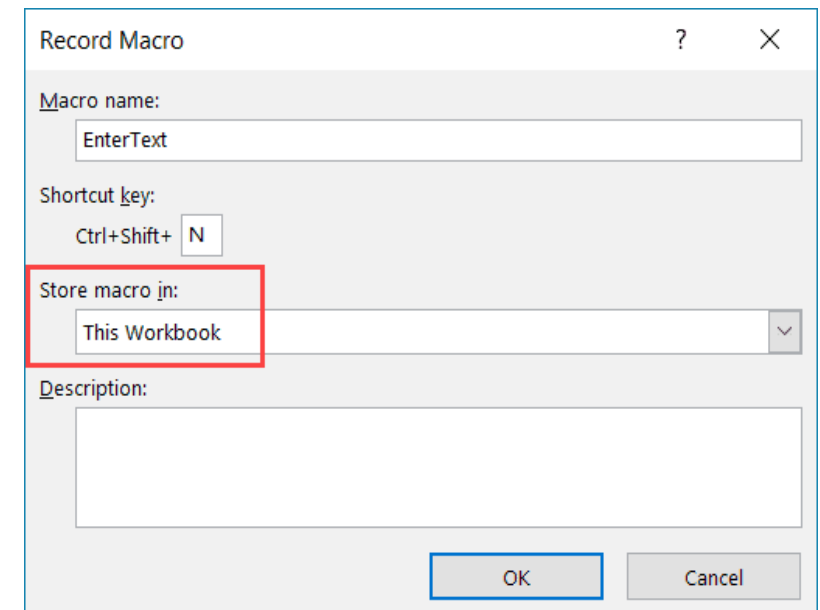 Record Macro ?
Macro name:
EnterText
Shortcut key:
Ctrl+Shift+ N
Store macro in:
This Workbook
Description:
OK Cancel